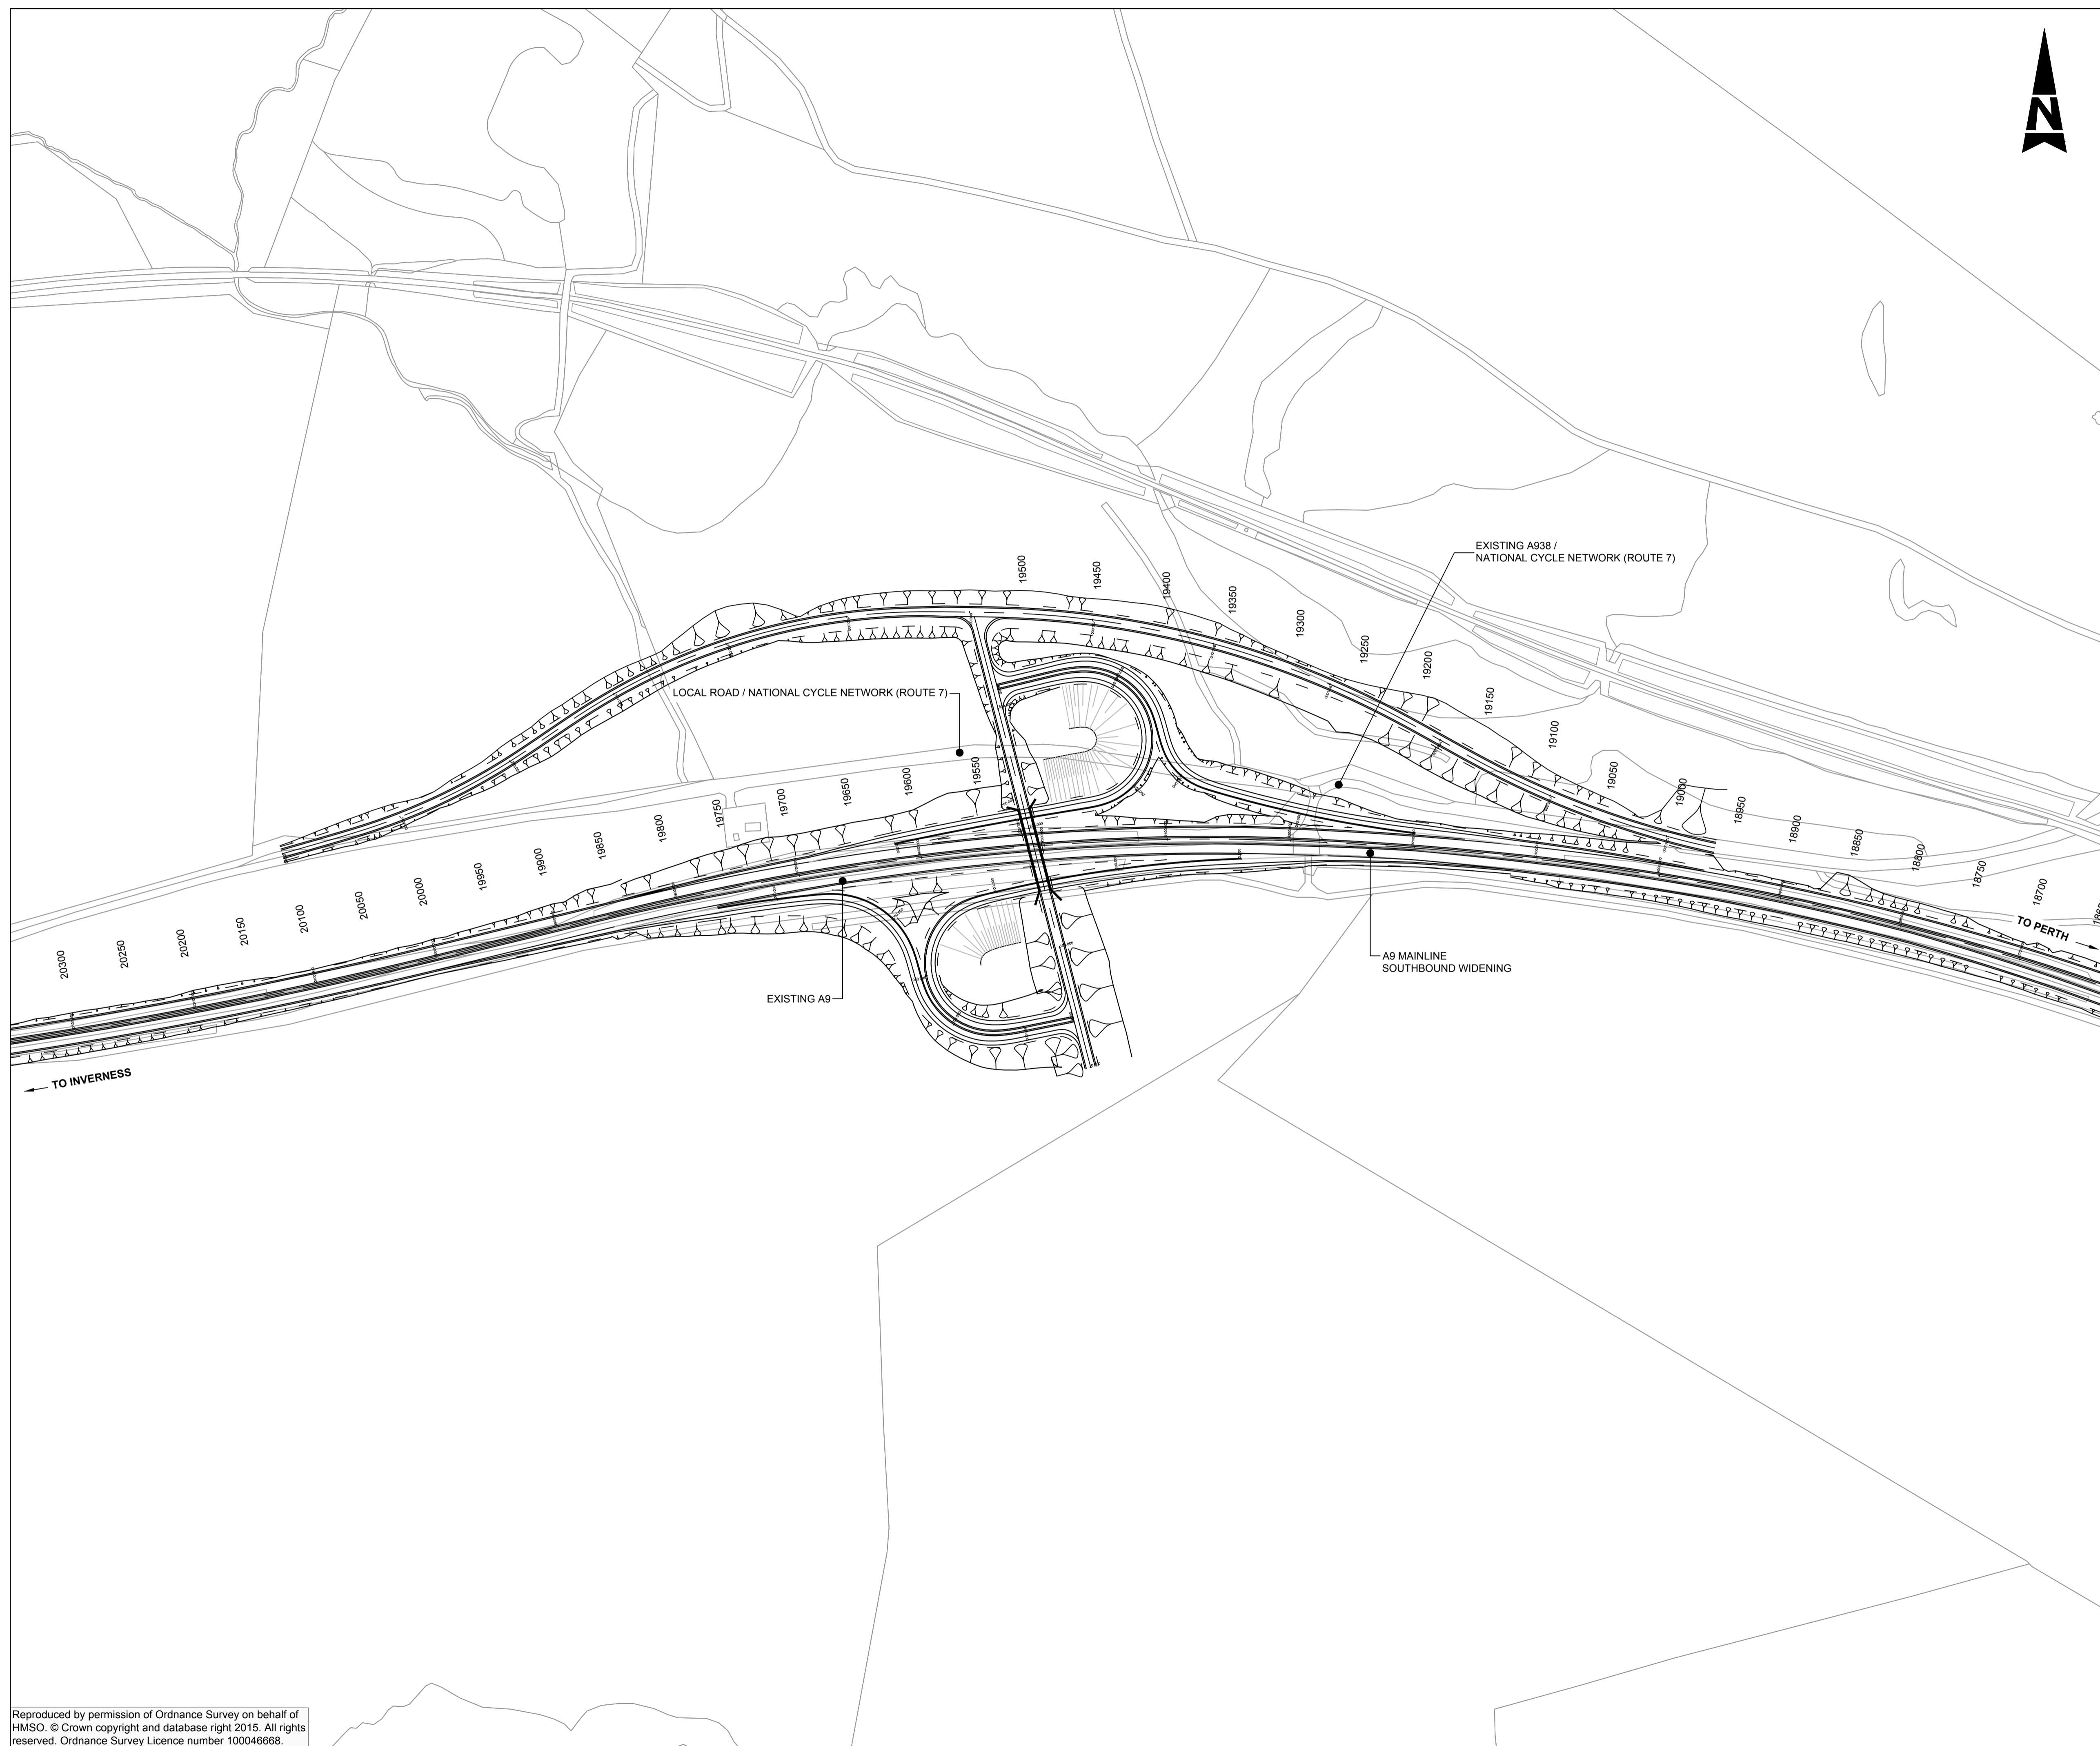 N
EXISTING A938 /
NATIONAL CYCLE NETWORK (ROUTE 7)
19500
19450
19400
19350
19300
19250
19200
19150
19100
19050
19000
18950
18900
18850
18800
18750
18700
LOCAL ROAD / NATIONAL CYCLE NETWORK (ROUTE 7)
19550
19600
19650
19700
19750
19800
19850
19900
19950
20000
20050
20100
20150
20200
20250
20300
TO PERTH
A9 MAINLINE
SOUTHBOUND WIDENING
EXISTING A9
TO INVERNESS
Reproduced by permission of Ordnance Survey on behalf of
HMSO. © Crown copyright and database right 2015. All rights
reserved. Ordnance Survey Licence number 100046668.